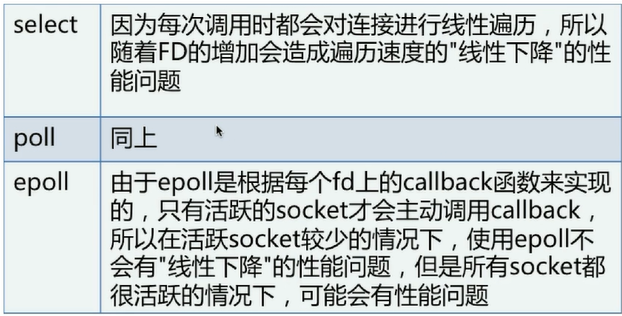 select
因为每次调用时都会对连接进行线性遍历，所以
随着FD的增加会造成遍历速度的"线性下降"的性
能问题
poll
同上
epoll
由于epoll是根据每个fd上的callback函数来实现
的，只有活跃的socket才会主动调用callback，
所以在活跃socket较少的情况下，使用epoll不
会有"线性下降"的性能问题，但是所有socket都
很活跃的情况下，可能会有性能问题